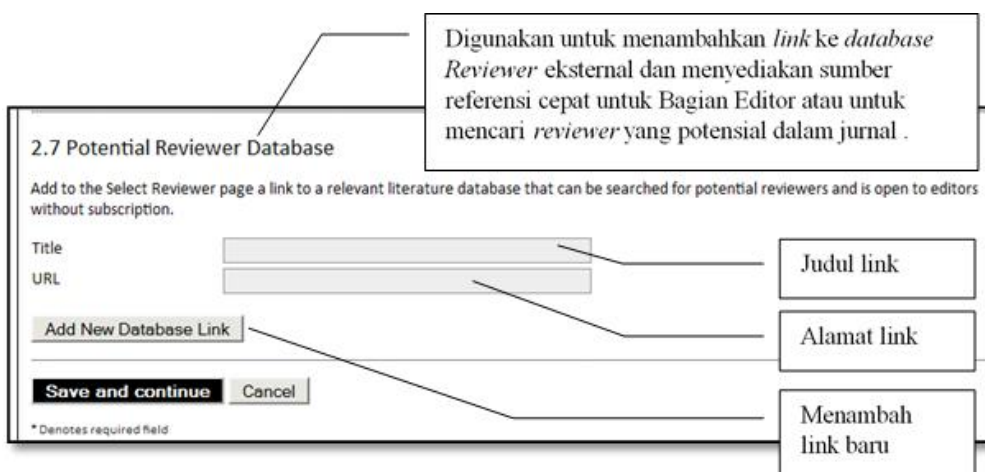 Digunakan untuk menambahkan link ke database
Reviewer eksternal dan menyediakan sumber
referensi cepat untuk Bagian Editor atau untuk
mencari reviewer yang potensial dalam jurnal .
2.7 Potential Reviewer Database
Add to the Select Reviewer page a link to a relevant literature database that can be searched for potential reviewers and is open to editors
without subscription.
Title
Judul link
URL
Alamat link
Add New Database Link
Save and continue Cancel
Menambah
link baru
* Denotes required field